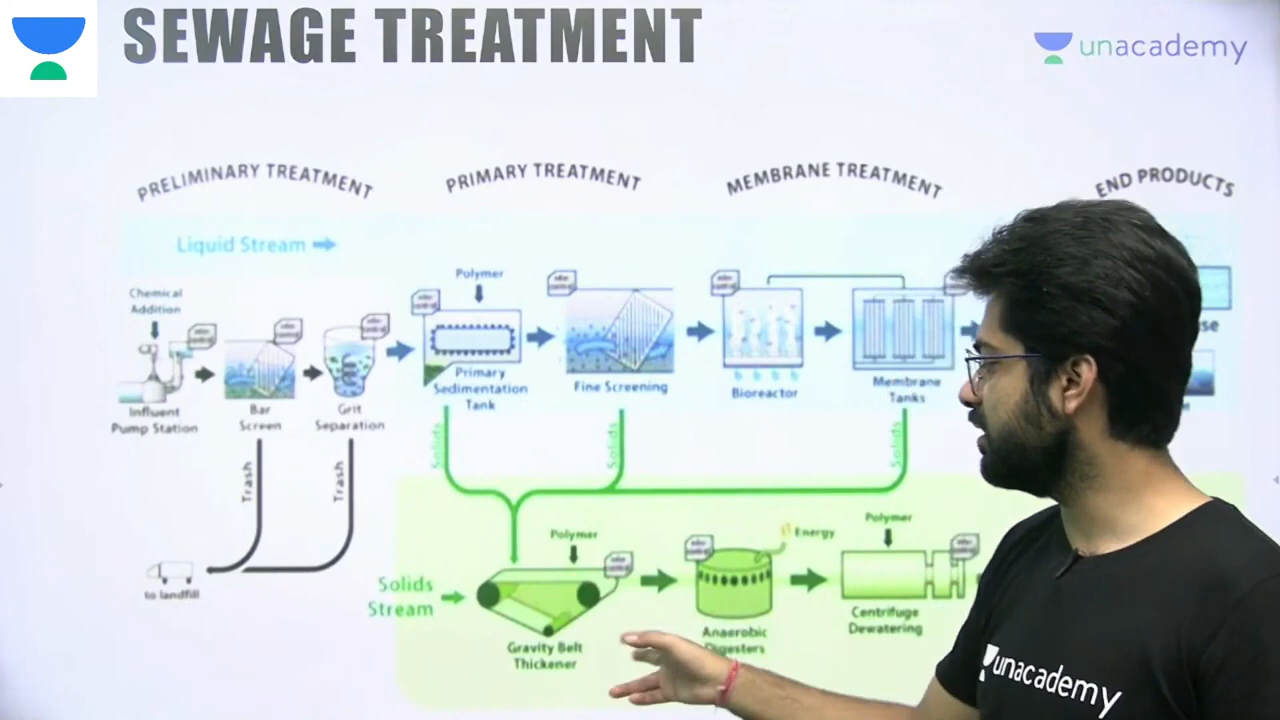 SEWAGE TREATMENT
unacademy
PRELIMINARY TREATMENT
PRIMARY TREATMENT
MEMBRANE TREATMENT
END PRODUCTS
Liquid Stream
Chemical
Addition
Polymer
Influent
Pump Station
Bar
Screen
Grit
Separation
Primary
Sedimentation
Tank
Fine Screening
Bioreactor
Membrane
Tanks
Trash
Trash
Solids
Solids
Solids
to landfill
Solids
Stream
Polymer
Gravity Belt
Thickener
Energy
Anaerobic
Digesters
Polymer
Centrifuge
Dewatering
unacademy